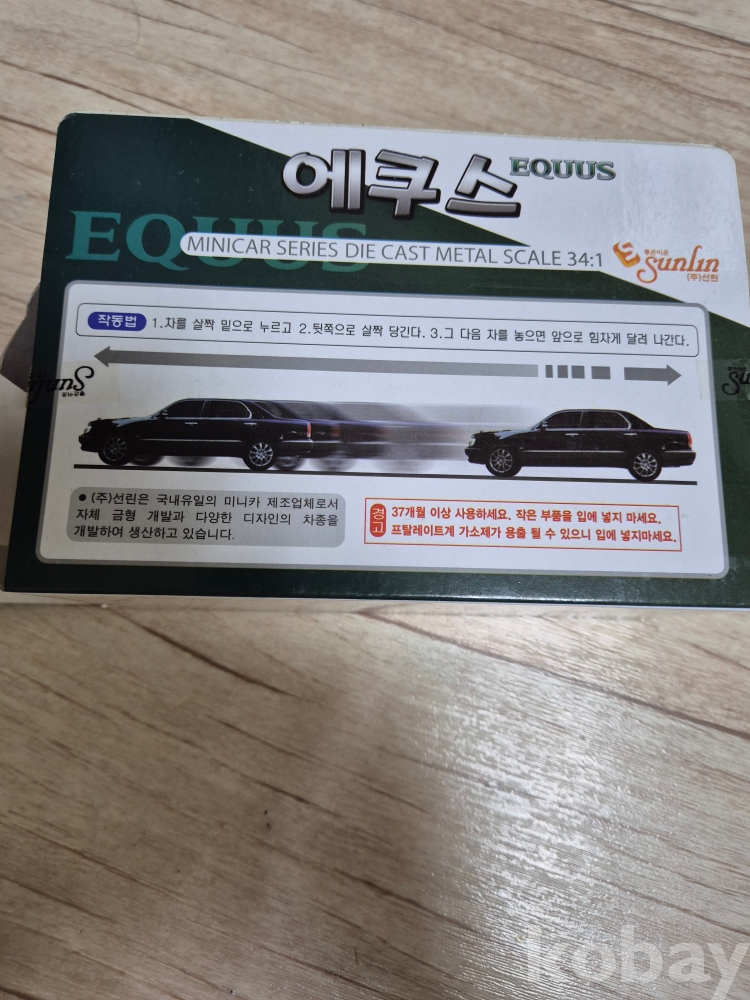 에쿠스 EQUUS
EQUUS
MINICAR SERIES DIE CAST METAL SCALE 34:1
좋은이웃
Sunlin
(주)선린
작동법 1.차를 살짝 밑으로 누르고 2.뒷쪽으로 살짝 당긴다. 3.그 다음 차를 놓으면 앞으로 힘차게 달려 나간다.
Sunlin
(주)선린은 국내유일의 미니카 제조업체로서
자체 금형 개발과 다양한 디자인의 차종을
개발하여 생산하고 있습니다.
경고
37개월 이상 사용하세요. 작은 부품을 입에 넣지 마세요.
프탈레이트계 가소제가 용출 될 수 있으니 입에 넣지마세요.
kobay